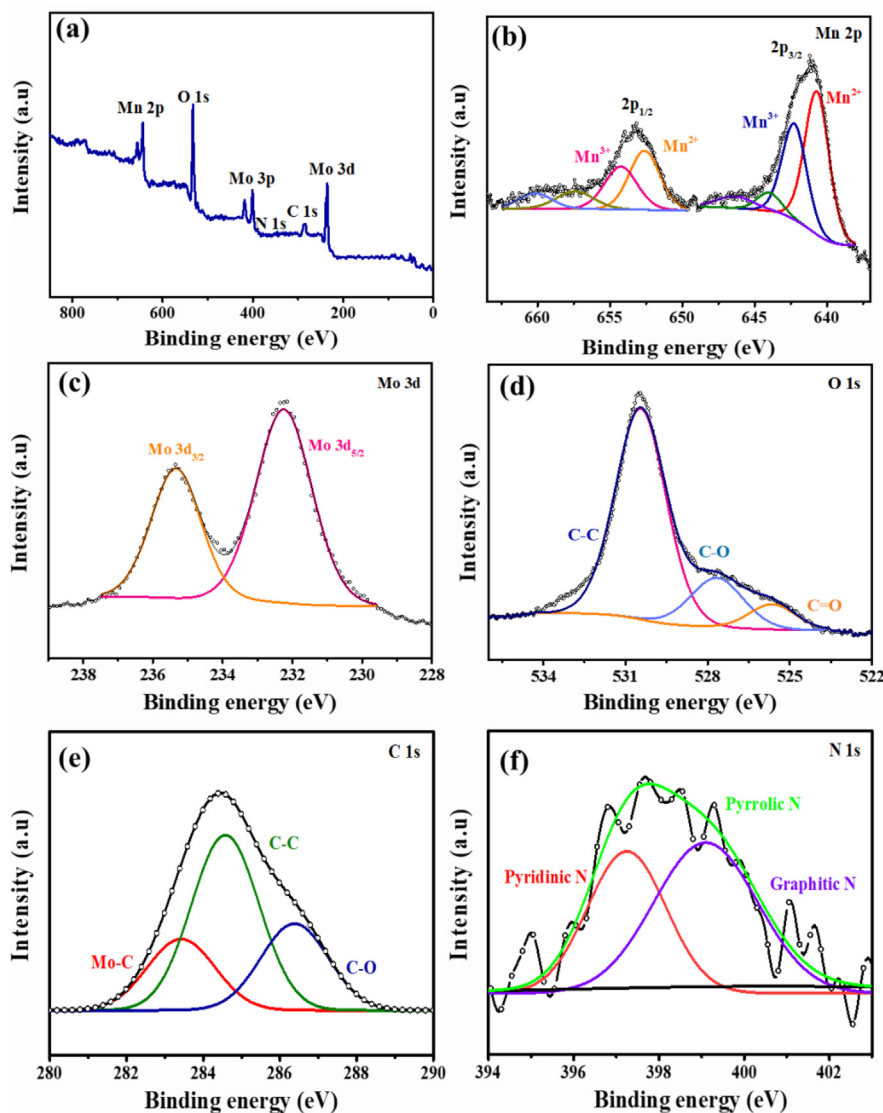 (a)
Mn 2p
O 1s
Mo 3p
N 1s
C 1s
Mo 3d
800
600
400
200
0
Binding energy (eV)
Intensity (a.u)
(b)
Mn 2p
2p3/2
Mn2+
Mn3+
2p1/2
Mn3+
Mn2+
660
655
650
645
640
Binding energy (eV)
Intensity (a.u)
(c)
Mo 3d
Mo 3d3/2
Mo 3d5/2
238
236
234
232
230
228
Binding energy (eV)
Intensity (a.u)
(d)
O 1s
C-C
C-O
C=O
534
531
528
525
522
Binding energy (eV)
Intensity (a.u)
(e)
C 1s
C-C
Mo-C
C-O
280
282
284
286
288
290
Binding energy (eV)
Intensity (a.u)
(f)
N 1s
Pyrrolic N
Pyridinic N
Graphitic N
394
396
398
400
402
Binding energy (eV)
Intensity (a.u)